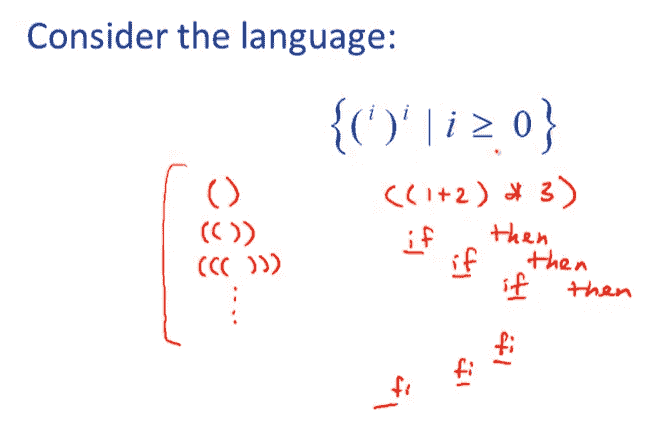 Consider the language:
{(ⁱ)ⁱ | i ≥ 0}
() ((1+2) * 3)
(()) if then
((())) if then
if then
⋮
fi
fi
fi